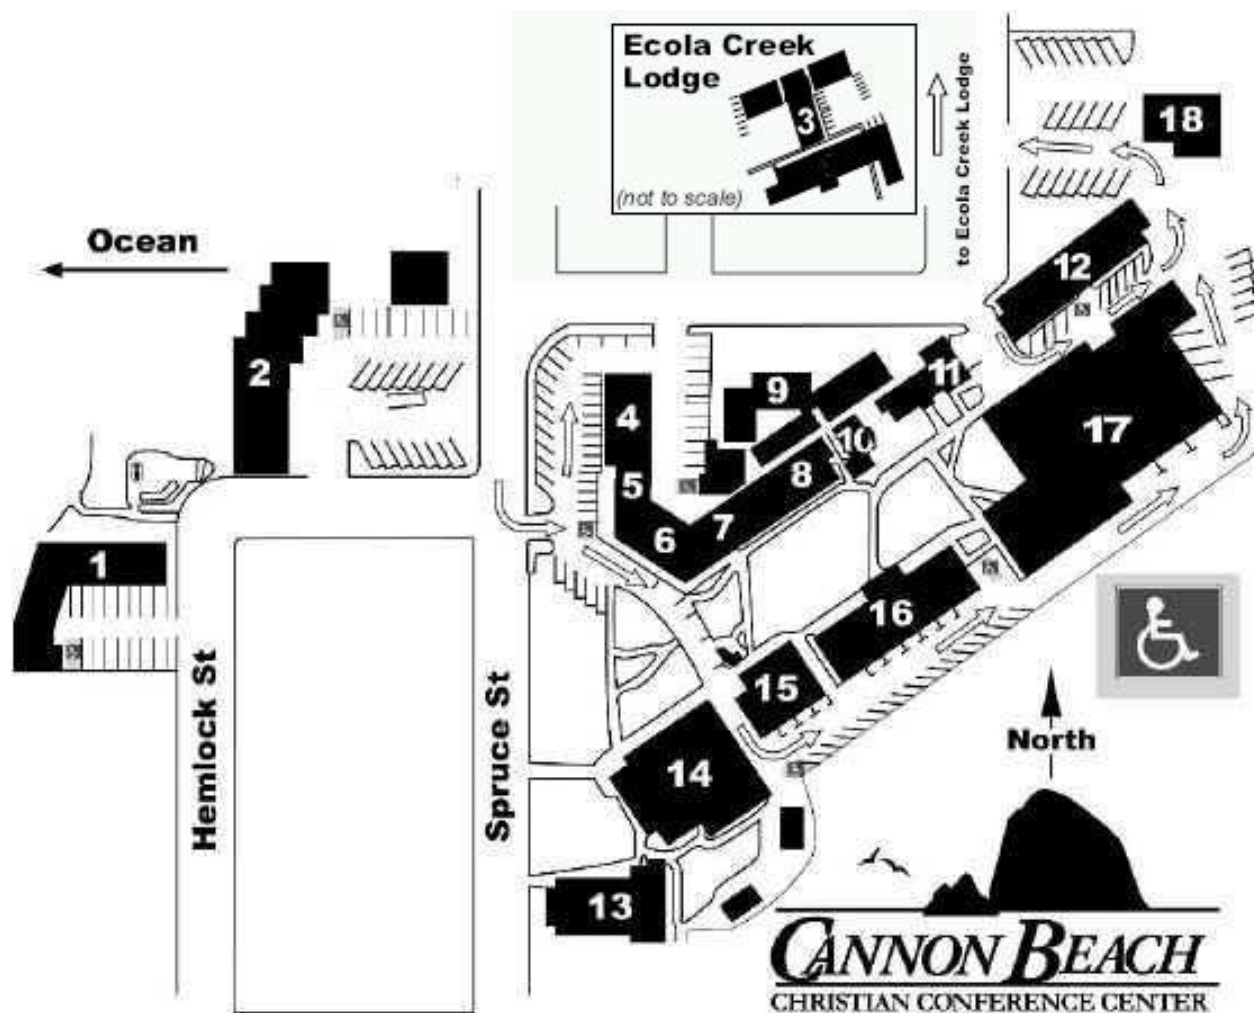 Ecola Creek
Lodge
3
(not to scale)
to Ecola Creek Lodge
18
Ocean
12
2
9
11
4
10
17
8
5
7
6
1
16
15
Hemlock St
Spruce St
North
14
13
CANNON BEACH
CHRISTIAN CONFERENCE CENTER